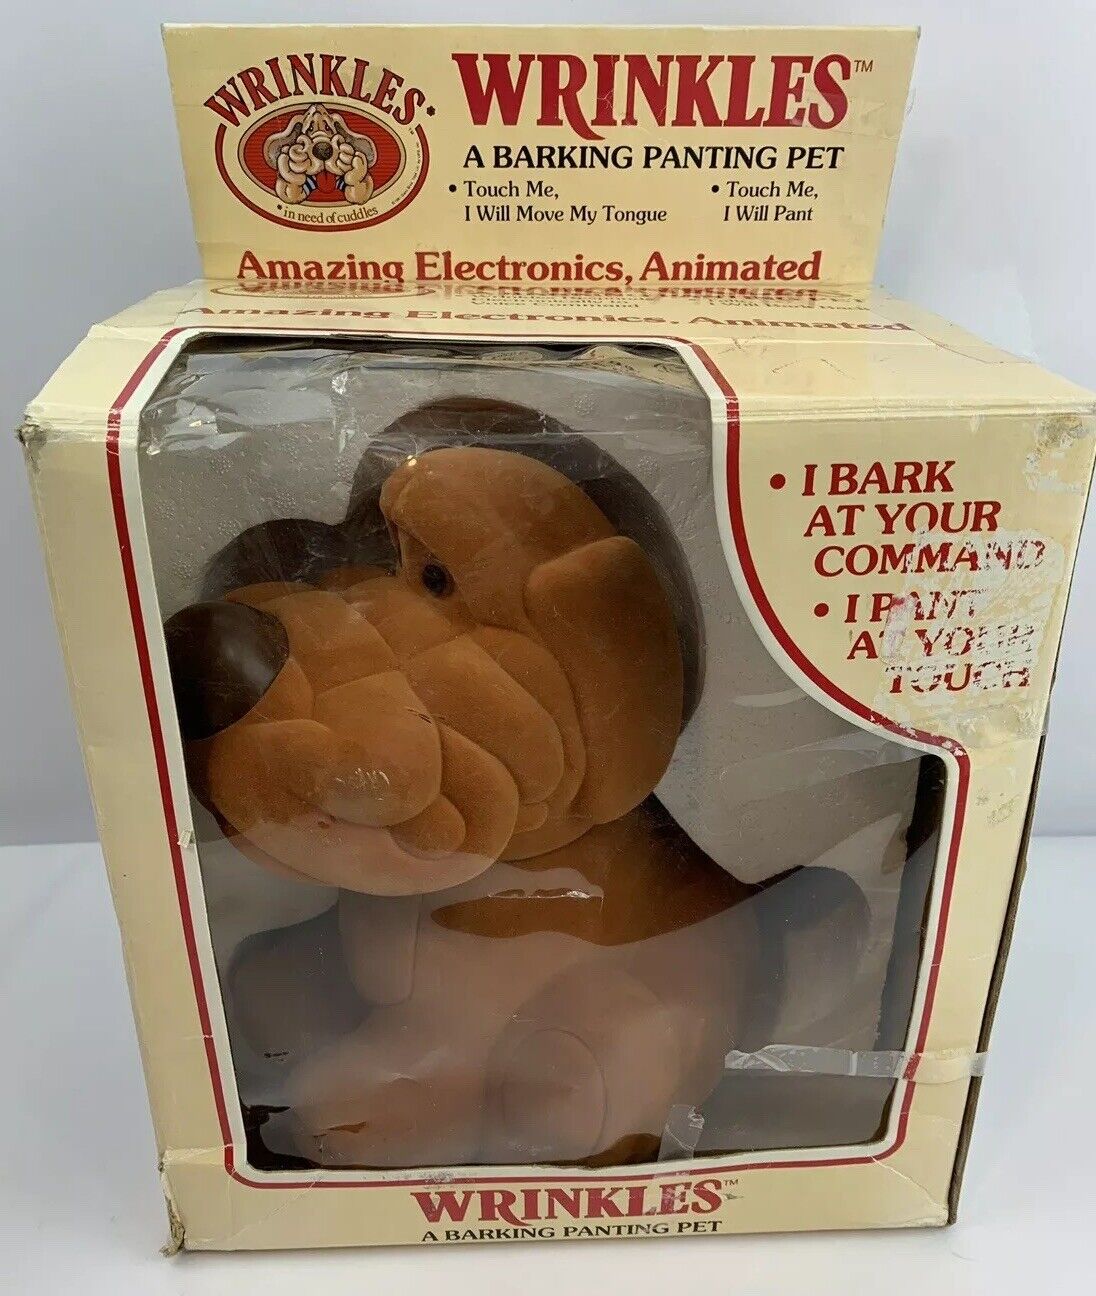 WRINKLES*
*in need of cuddles
WRINKLES™
A BARKING PANTING PET
• Touch Me,
I Will Move My Tongue
• Touch Me,
I Will Pant
Amazing Electronics, Animated
Amazing Electronics, Animated
• I BARK
AT YOUR
COMMAND
• I PANT
AT YOUR
TOUCH
WRINKLES™
A BARKING PANTING PET